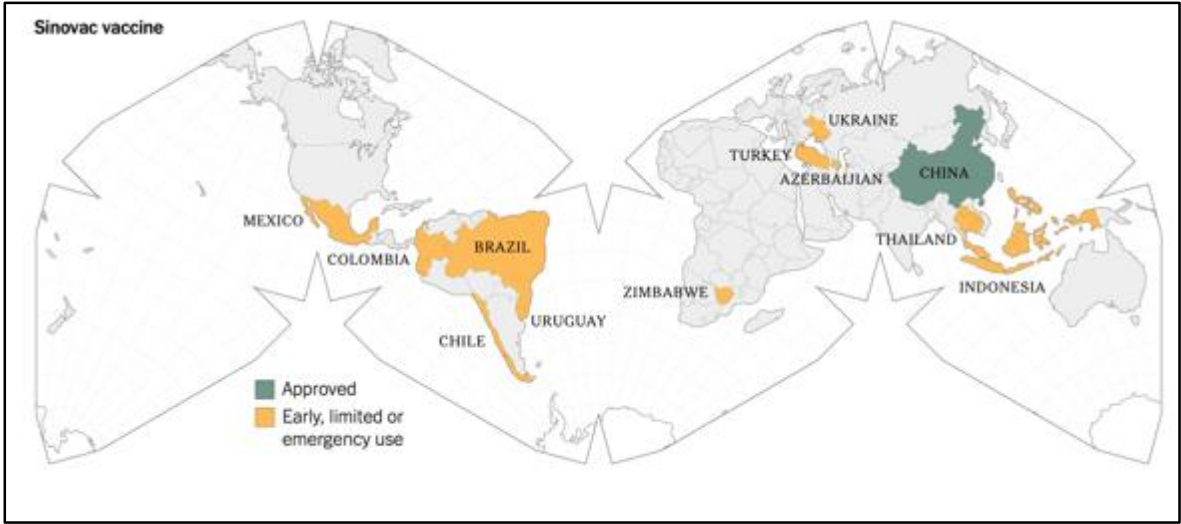 Sinovac vaccine
UKRAINE
TURKEY
AZERBAIJIAN
CHINA
MEXICO
BRAZIL
COLOMBIA
THAILAND
INDONESIA
ZIMBABWE
URUGUAY
CHILE
Approved
Early, limited or
emergency use